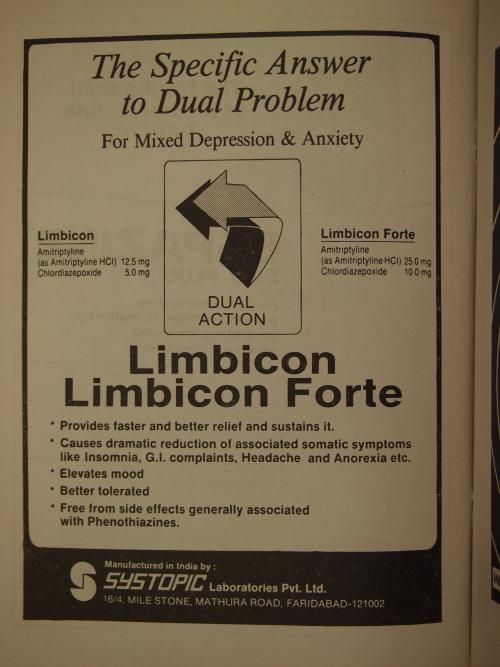 The Specific Answer
to Dual Problem
For Mixed Depression & Anxiety
Limbicon
Amitriptyline
(as Amitriptyline HCl) 12.5 mg
Chlordiazepoxide 5.0 mg
DUAL
ACTION
Limbicon Forte
Amitriptyline
(as Amitriptyline HCl) 25 0 mg
Chlordiazepoxide 10 0 mg
Limbicon
Limbicon Forte
* Provides faster and better relief and sustains it.
* Causes dramatic reduction of associated somatic symptoms
like Insomnia, G.I. complaints, Headache and Anorexia etc.
* Elevates mood
* Better tolerated
* Free from side effects generally associated
with Phenothiazines.
Manufactured in India by :
SYSTOPIC Laboratories Pvt. Ltd.
16/4, MILE STONE, MATHURA ROAD, FARIDABAD-121002